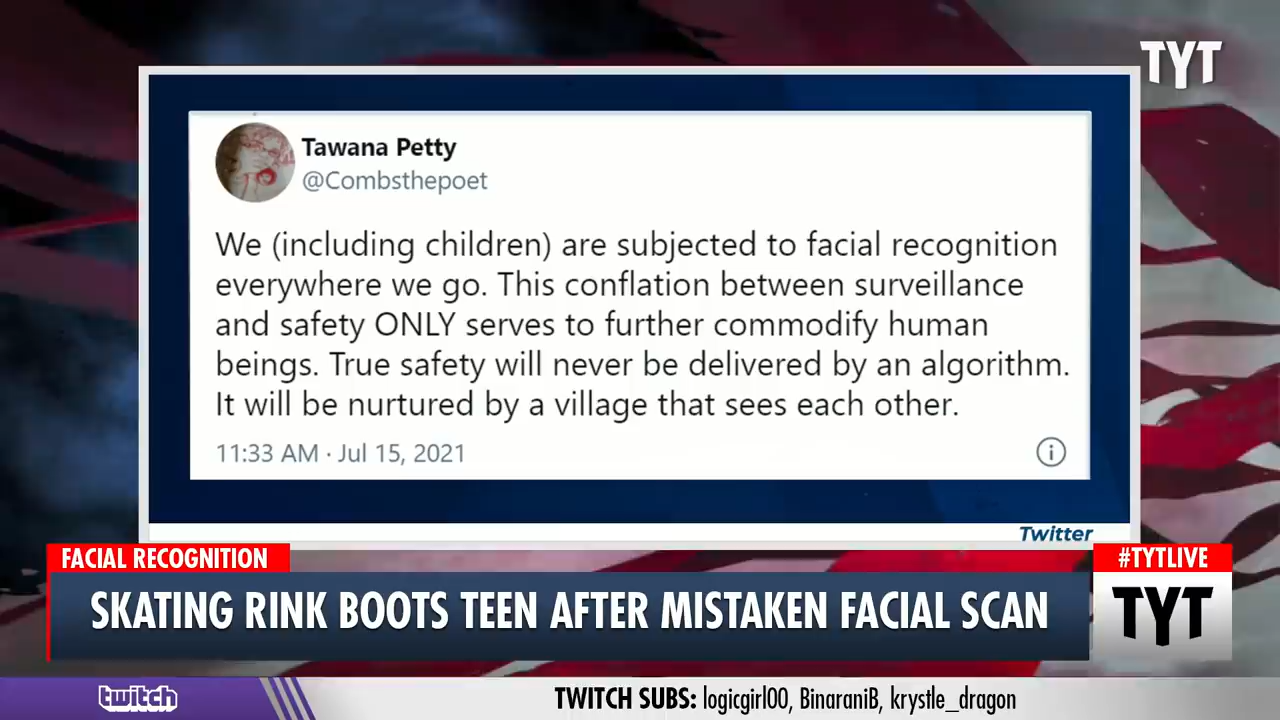 TYT
Tawana Petty
@Combsthepoet
We (including children) are subjected to facial recognition
everywhere we go. This conflation between surveillance
and safety ONLY serves to further commodify human
beings. True safety will never be delivered by an algorithm.
It will be nurtured by a village that sees each other.
11:33 AM · Jul 15, 2021
Twitter
FACIAL RECOGNITION
#TYTLIVE
SKATING RINK BOOTS TEEN AFTER MISTAKEN FACIAL SCAN
TYT
twitch
TWITCH SUBS: logicgirl00, BinaraniB, krystle_dragon